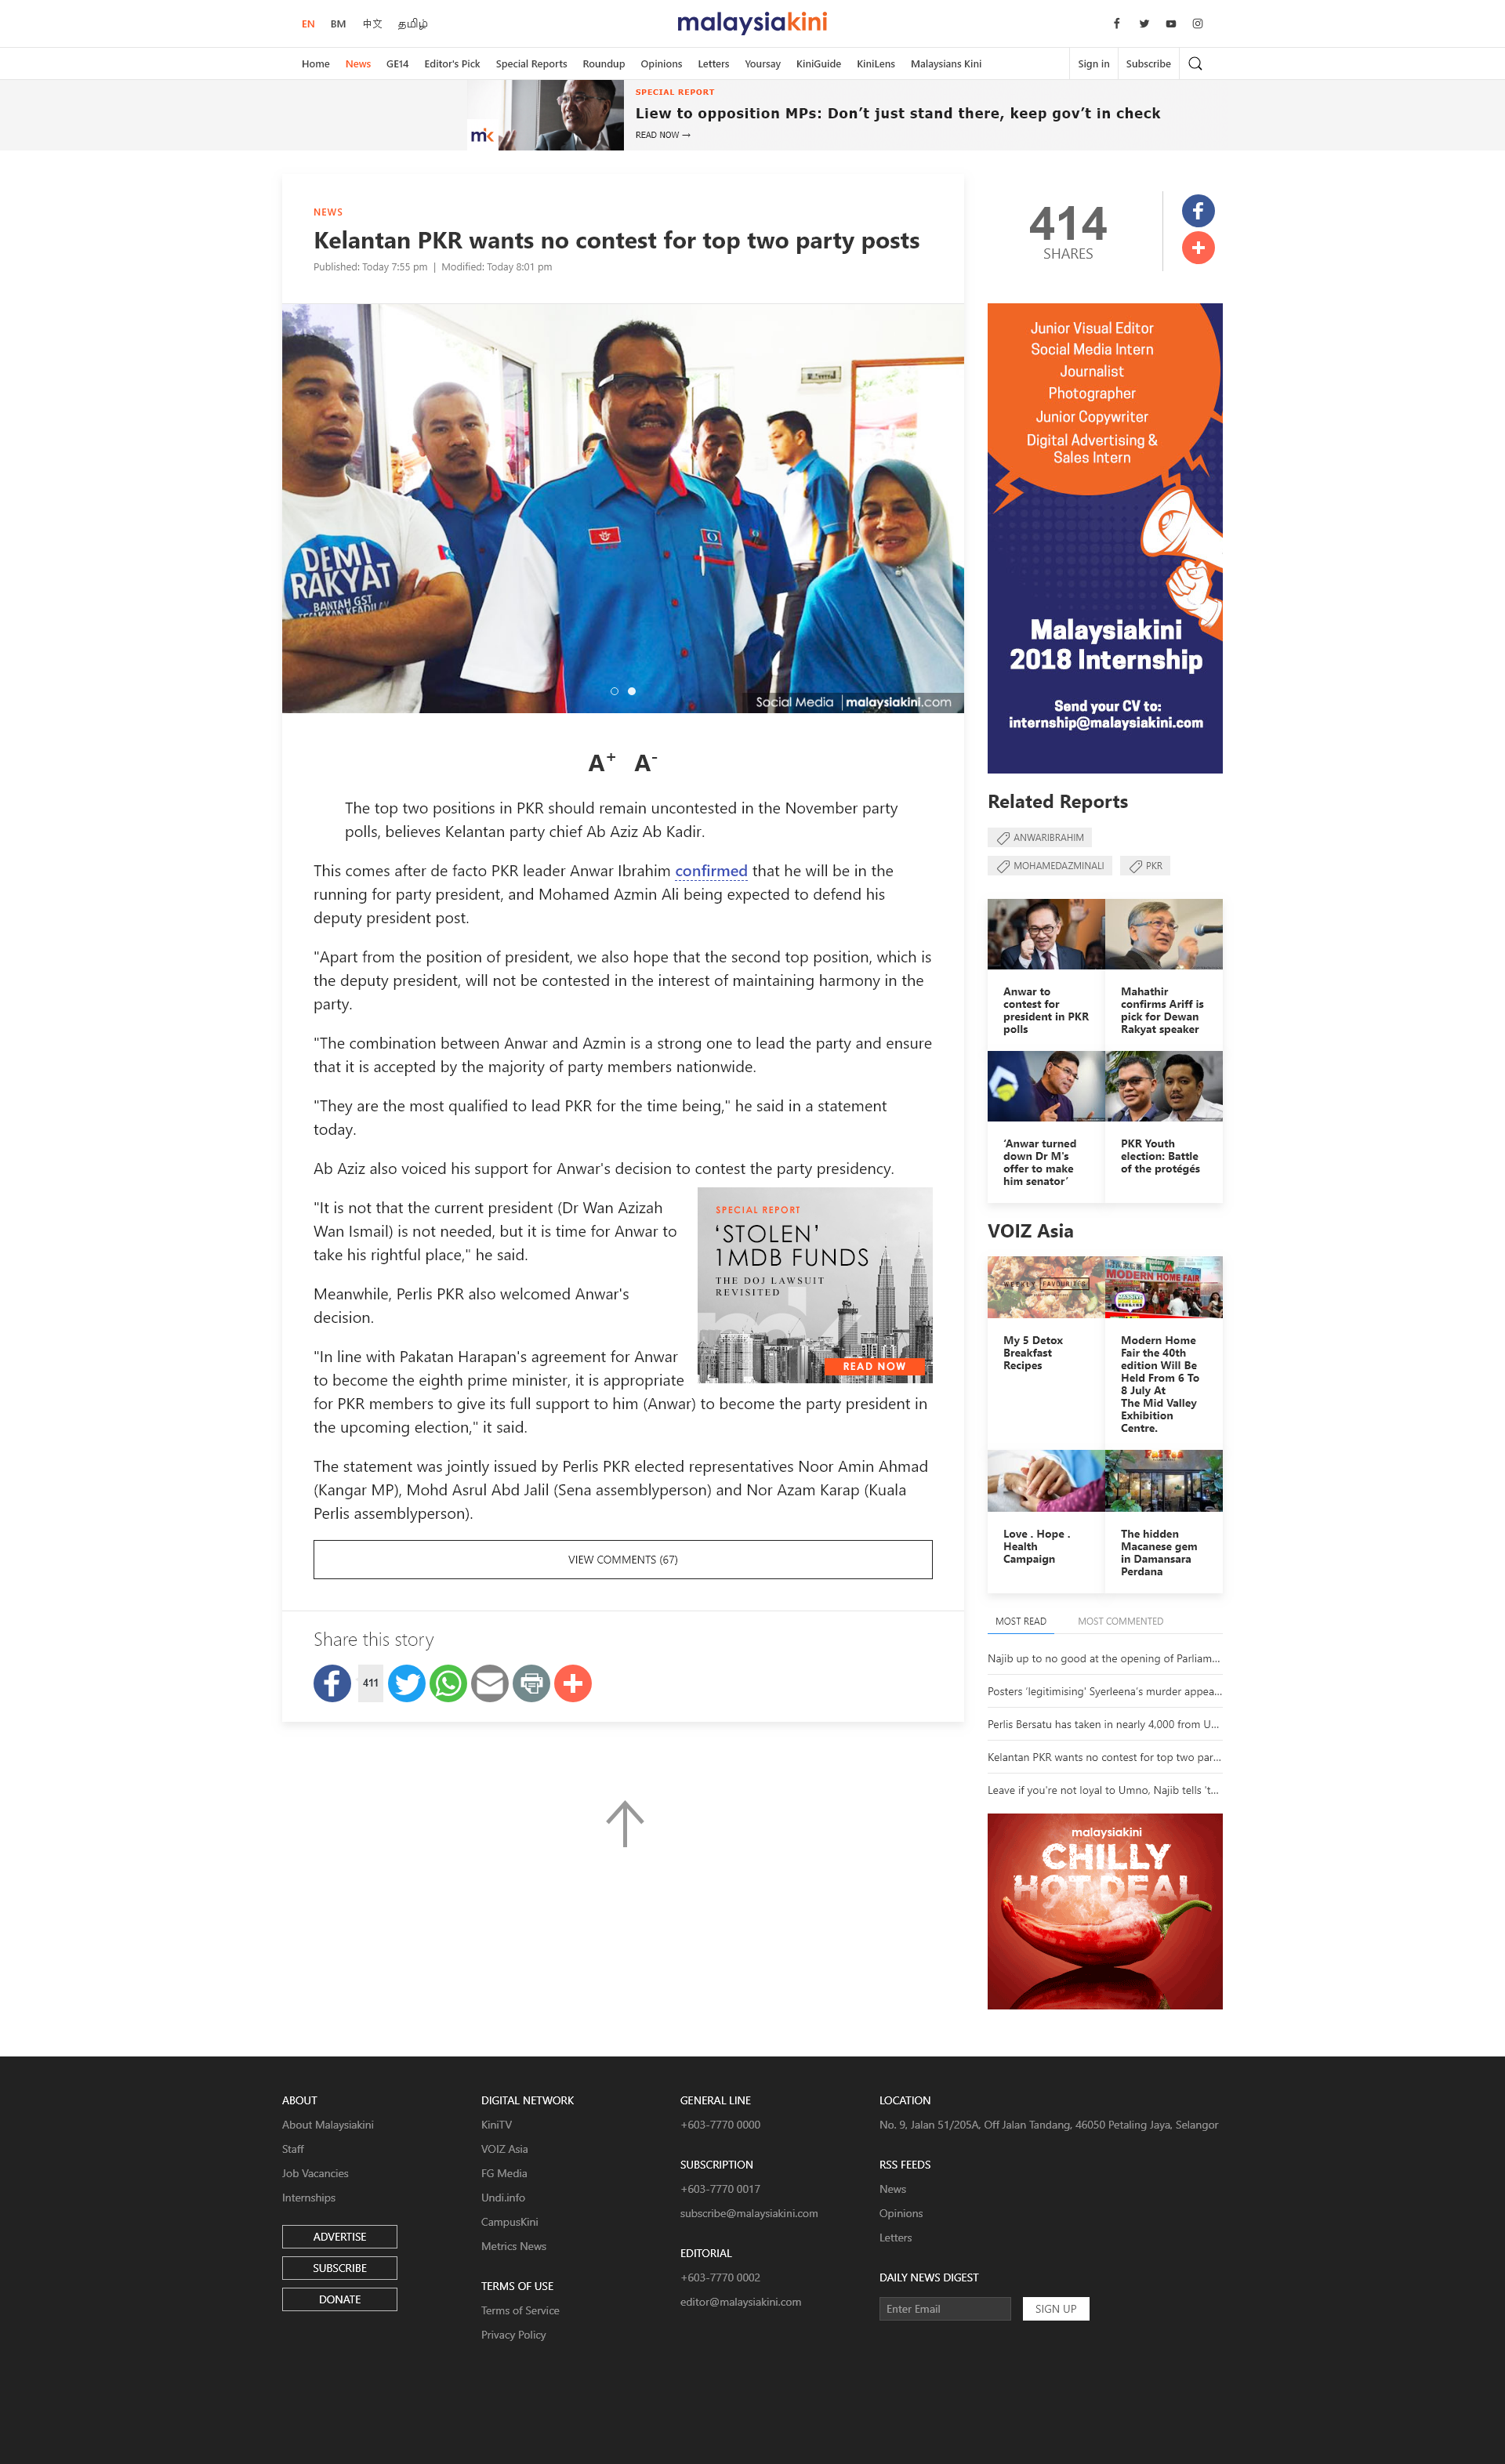 EN BM 中文 தமிழ்
malaysiakini
Home News GE14 Editor's Pick Special Reports Roundup Opinions Letters Yoursay KiniGuide KiniLens Malaysians Kini Sign in Subscribe
SPECIAL REPORT
Liew to opposition MPs: Don't just stand there, keep gov't in check
READ NOW →
mk
NEWS
Kelantan PKR wants no contest for top two party posts
Published: Today 7:55 pm | Modified: Today 8:01 pm
414
SHARES
DEMI
RAKYAT
BANTAH GST
TEGAKKAN KEADILAN
Social Media | malaysiakini.com
A+ A-
The top two positions in PKR should remain uncontested in the November party
polls, believes Kelantan party chief Ab Aziz Ab Kadir.
This comes after de facto PKR leader Anwar Ibrahim confirmed that he will be in the
running for party president, and Mohamed Azmin Ali being expected to defend his
deputy president post.
"Apart from the position of president, we also hope that the second top position, which is
the deputy president, will not be contested in the interest of maintaining harmony in the
party.
"The combination between Anwar and Azmin is a strong one to lead the party and ensure
that it is accepted by the majority of party members nationwide.
"They are the most qualified to lead PKR for the time being," he said in a statement
today.
Ab Aziz also voiced his support for Anwar's decision to contest the party presidency.
"It is not that the current president (Dr Wan Azizah
Wan Ismail) is not needed, but it is time for Anwar to
take his rightful place," he said.
Meanwhile, Perlis PKR also welcomed Anwar's
decision.
"In line with Pakatan Harapan's agreement for Anwar
to become the eighth prime minister, it is appropriate
for PKR members to give its full support to him (Anwar) to become the party president in
the upcoming election," it said.
The statement was jointly issued by Perlis PKR elected representatives Noor Amin Ahmad
(Kangar MP), Mohd Asrul Abd Jalil (Sena assemblyperson) and Nor Azam Karap (Kuala
Perlis assemblyperson).
SPECIAL REPORT
'STOLEN'
1MDB FUNDS
THE DOJ LAWSUIT
REVISITED
mk
READ NOW
VIEW COMMENTS (67)
Share this story
411
Junior Visual Editor
Social Media Intern
Journalist
Photographer
Junior Copywriter
Digital Advertising &
Sales Intern
Malaysiakini
2018 Internship
Send your CV to:
internship@malaysiakini.com
Related Reports
ANWARIBRAHIM
MOHAMEDAZMINALI PKR
Anwar to
contest for
president in PKR
polls
Mahathir
confirms Ariff is
pick for Dewan
Rakyat speaker
'Anwar turned
down Dr M's
offer to make
him senator'
PKR Youth
election: Battle
of the protégés
VOIZ Asia
WEEKLY FAVOURITES
MODERN HOME FAIR
My 5 Detox
Breakfast
Recipes
Modern Home
Fair the 40th
edition Will Be
Held From 6 To
8 July At
The Mid Valley
Exhibition
Centre.
Love . Hope .
Health
Campaign
The hidden
Macanese gem
in Damansara
Perdana
MOST READ MOST COMMENTED
Najib up to no good at the opening of Parliam...
Posters 'legitimising' Syerleena's murder appea...
Perlis Bersatu has taken in nearly 4,000 from U...
Kelantan PKR wants no contest for top two par...
Leave if you're not loyal to Umno, Najib tells 't...
malaysiakini
CHILLY
HOT DEAL
ABOUT
About Malaysiakini
Staff
Job Vacancies
Internships
ADVERTISE
SUBSCRIBE
DONATE
DIGITAL NETWORK
KiniTV
VOIZ Asia
FG Media
Undi.info
CampusKini
Metrics News
TERMS OF USE
Terms of Service
Privacy Policy
GENERAL LINE
+603-7770 0000
SUBSCRIPTION
+603-7770 0017
subscribe@malaysiakini.com
EDITORIAL
+603-7770 0002
editor@malaysiakini.com
LOCATION
No. 9, Jalan 51/205A, Off Jalan Tandang, 46050 Petaling Jaya, Selangor
RSS FEEDS
News
Opinions
Letters
DAILY NEWS DIGEST
Enter Email SIGN UP